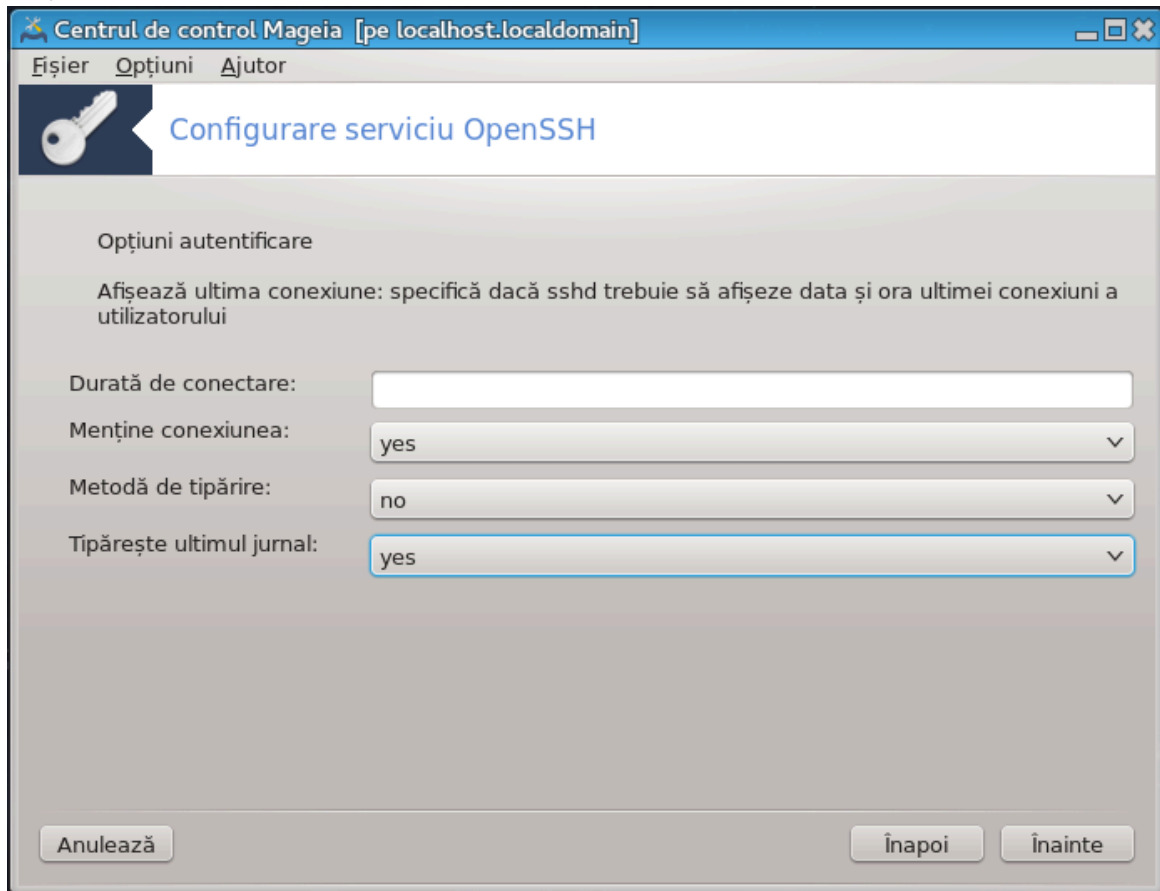 Centrul de control Mageia [pe localhost.localdomain]
Fișier Opțiuni Ajutor
Configurare serviciu OpenSSH
Opțiuni autentificare
Afișează ultima conexiune: specifică dacă sshd trebuie să afișeze data și ora ultimei conexiuni a
utilizatorului
Durată de conectare:
Menține conexiunea: yes
Metodă de tipărire: no
Tipărește ultimul jurnal: yes
Anulează Înapoi Înainte